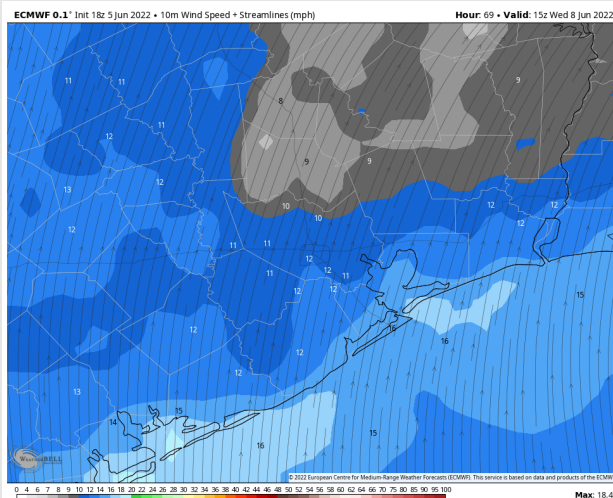 ECMWF 0.1° Init 18z 5 Jun 2022 • 10m Wind Speed + Streamlines (mph) Hour: 69 • Valid: 15z Wed 8 Jun 2022
11 11 9
8
11
12
9 9
12
13
10 12 12
10 12
12
11 11
12
11 12 11
12 12
15
16
12 16
12
12
13
15
14
15
16
WeatherBELL
© 2022 European Centre for Medium-Range Weather Forecasts (ECMWF). This service is based on data and products of the ECMW
0 2 4 6 7 8 9 10 12 14 16 18 20 22 24 26 28 30 32 34 36 38 40 42 44 46 48 50 52 54 56 58 60 62 66 70 75 80 85 90 95 100
Max: 18.4